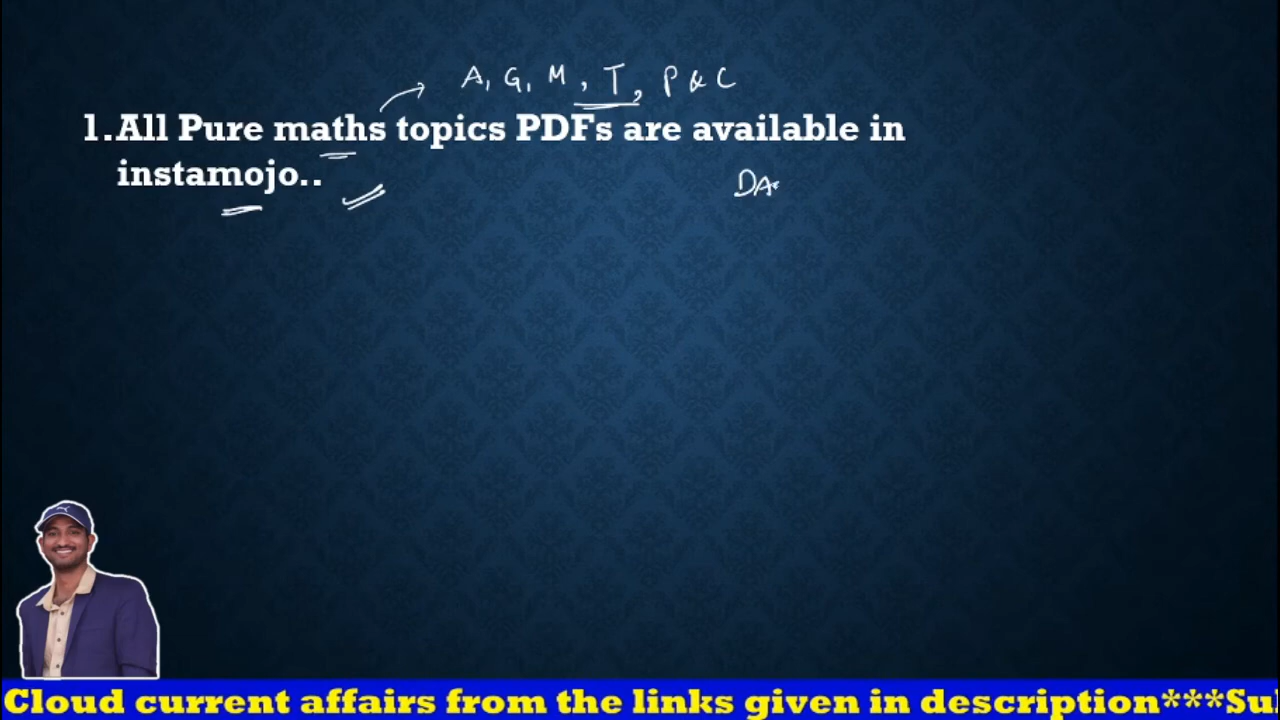 A, G, M, T, P & C
1. All Pure maths topics PDFs are available in
instamojo..
DA
Cloud current affairs from the links given in description***Su